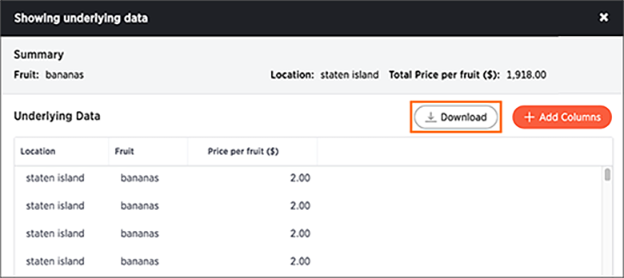 Showing underlying data
Summary
Fruit: bananas Location: staten island Total Price per fruit ($): 1,918.00
Underlying Data Download + Add Columns
Location Fruit Price per fruit ($)
staten island bananas 2.00
staten island bananas 2.00
staten island bananas 2.00
staten island bananas 2.00